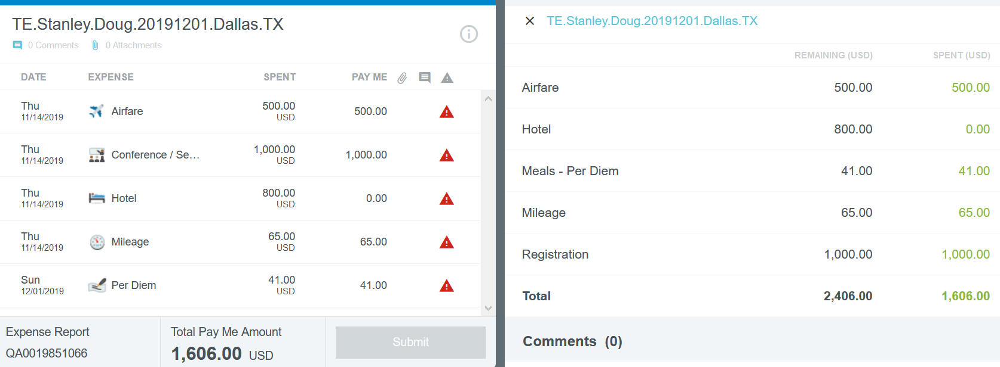 TE.Stanley.Doug.20191201.Dallas.TX
0 Comments 0 Attachments
DATE EXPENSE SPENT PAY ME
Thu
11/14/2019
Airfare
500.00
USD
500.00
Thu
11/14/2019
Conference / Se…
1,000.00
USD
1,000.00
Thu
11/14/2019
Hotel
800.00
USD
0.00
Thu
11/14/2019
Mileage
65.00
USD
65.00
Sun
12/01/2019
Per Diem
41.00
USD
41.00
Expense Report
QA0019851066
Total Pay Me Amount
1,606.00 USD
Submit
TE.Stanley.Doug.20191201.Dallas.TX
REMAINING (USD) SPENT (USD)
Airfare 500.00 500.00
Hotel 800.00 0.00
Meals - Per Diem 41.00 41.00
Mileage 65.00 65.00
Registration 1,000.00 1,000.00
Total 2,406.00 1,606.00
Comments (0)